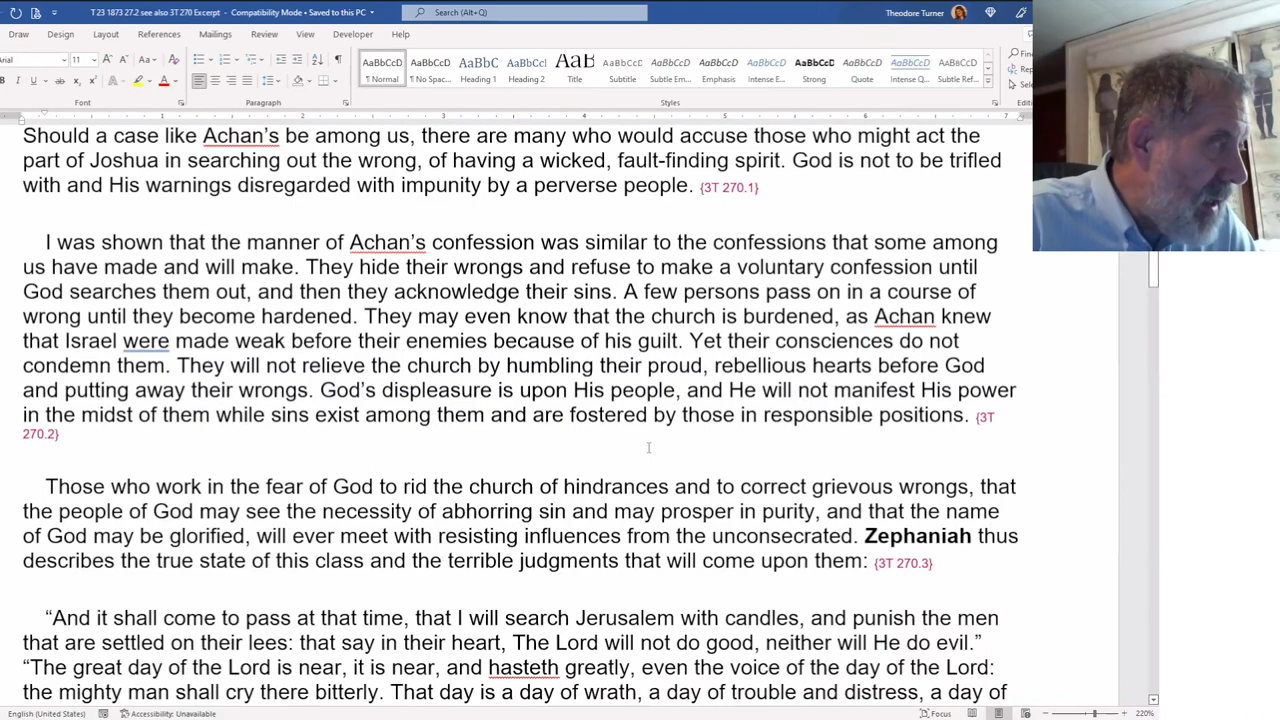 T 23 1873 27.2 see also 3T 270 Excerpt - Compatibility Mode • Saved to this PC
Search (Alt+Q)
Theodore Turner
Draw Design Layout References Mailings Review View Developer Help
Arial 11 A A Aa
B I U ab A
AaBbCcD AaBbCcD AaBbC AaBbC AaB AaBbCcD AaBbCcD AaBbCcD AaBbCcD AaBbCcD AaBbCcD AaBbCcD AaBbCcD
¶ Normal ¶ No Spac... Heading 1 Heading 2 Title Subtitle Subtle Em... Emphasis Intense E... Strong Quote Intense Q... Subtle Ref...
Font Paragraph Styles
1 2 3 4 5 6 7
Should a case like Achan's be among us, there are many who would accuse those who might act the
part of Joshua in searching out the wrong, of having a wicked, fault-finding spirit. God is not to be trifled
with and His warnings disregarded with impunity by a perverse people. {3T 270.1}
I was shown that the manner of Achan's confession was similar to the confessions that some among
us have made and will make. They hide their wrongs and refuse to make a voluntary confession until
God searches them out, and then they acknowledge their sins. A few persons pass on in a course of
wrong until they become hardened. They may even know that the church is burdened, as Achan knew
that Israel were made weak before their enemies because of his guilt. Yet their consciences do not
condemn them. They will not relieve the church by humbling their proud, rebellious hearts before God
and putting away their wrongs. God's displeasure is upon His people, and He will not manifest His power
in the midst of them while sins exist among them and are fostered by those in responsible positions. {3T
270.2}
Those who work in the fear of God to rid the church of hindrances and to correct grievous wrongs, that
the people of God may see the necessity of abhorring sin and may prosper in purity, and that the name
of God may be glorified, will ever meet with resisting influences from the unconsecrated. Zephaniah thus
describes the true state of this class and the terrible judgments that will come upon them: {3T 270.3}
“And it shall come to pass at that time, that I will search Jerusalem with candles, and punish the men
that are settled on their lees: that say in their heart, The Lord will not do good, neither will He do evil.”
“The great day of the Lord is near, it is near, and hasteth greatly, even the voice of the day of the Lord:
the mighty man shall cry there bitterly. That day is a day of wrath, a day of trouble and distress, a day of
English (United States) Accessibility: Unavailable Focus 220%